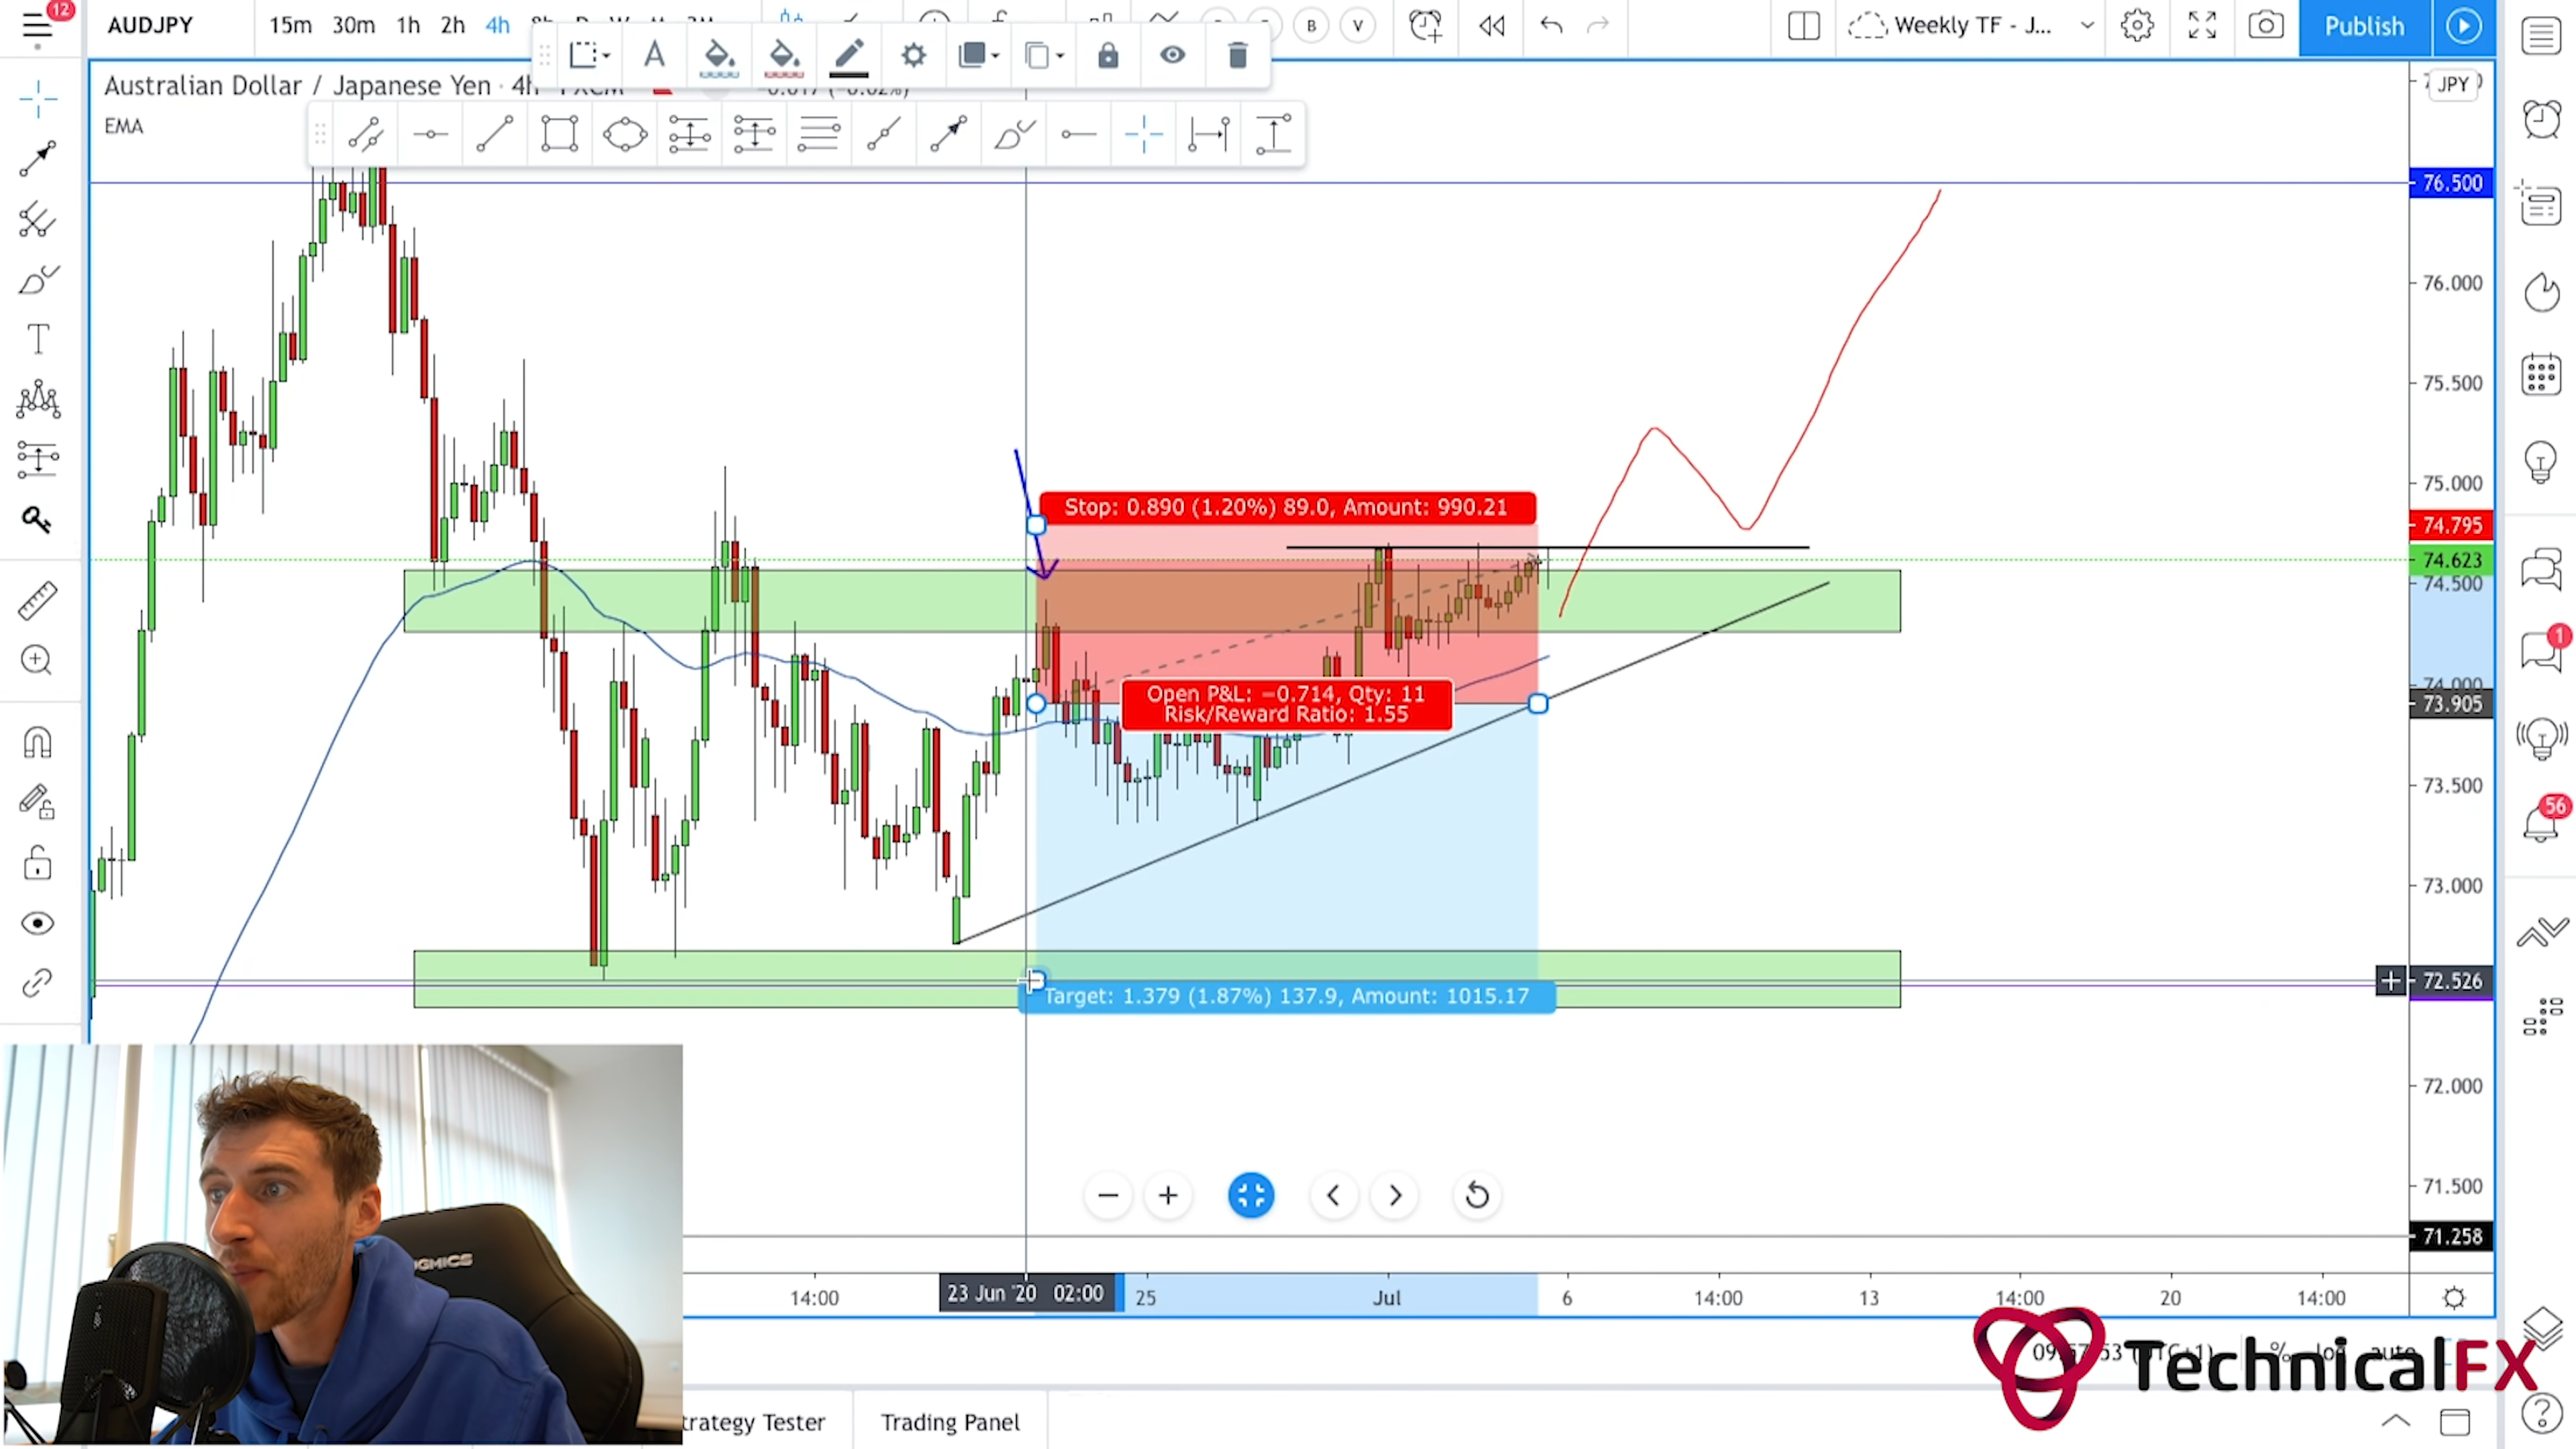 12
AUDJPY 15m 30m 1h 2h 4h
B V
Weekly TF - J...
Publish
Australian Dollar / Japanese Yen · 4h
EMA
JPY
76.500
76.000
75.500
75.000
74.795
74.623
74.500
74.000
73.905
73.500
73.000
72.526
72.000
71.500
71.258
Stop: 0.890 (1.20%) 89.0, Amount: 990.21
Open P&L: −0.714, Qty: 11
Risk/Reward Ratio: 1.55
Target: 1.379 (1.87%) 137.9, Amount: 1015.17
1
56
14:00
23 Jun '20 02:00
25 Jul 6 14:00 13 14:00 20 14:00
TechnicalFX
trategy Tester Trading Panel